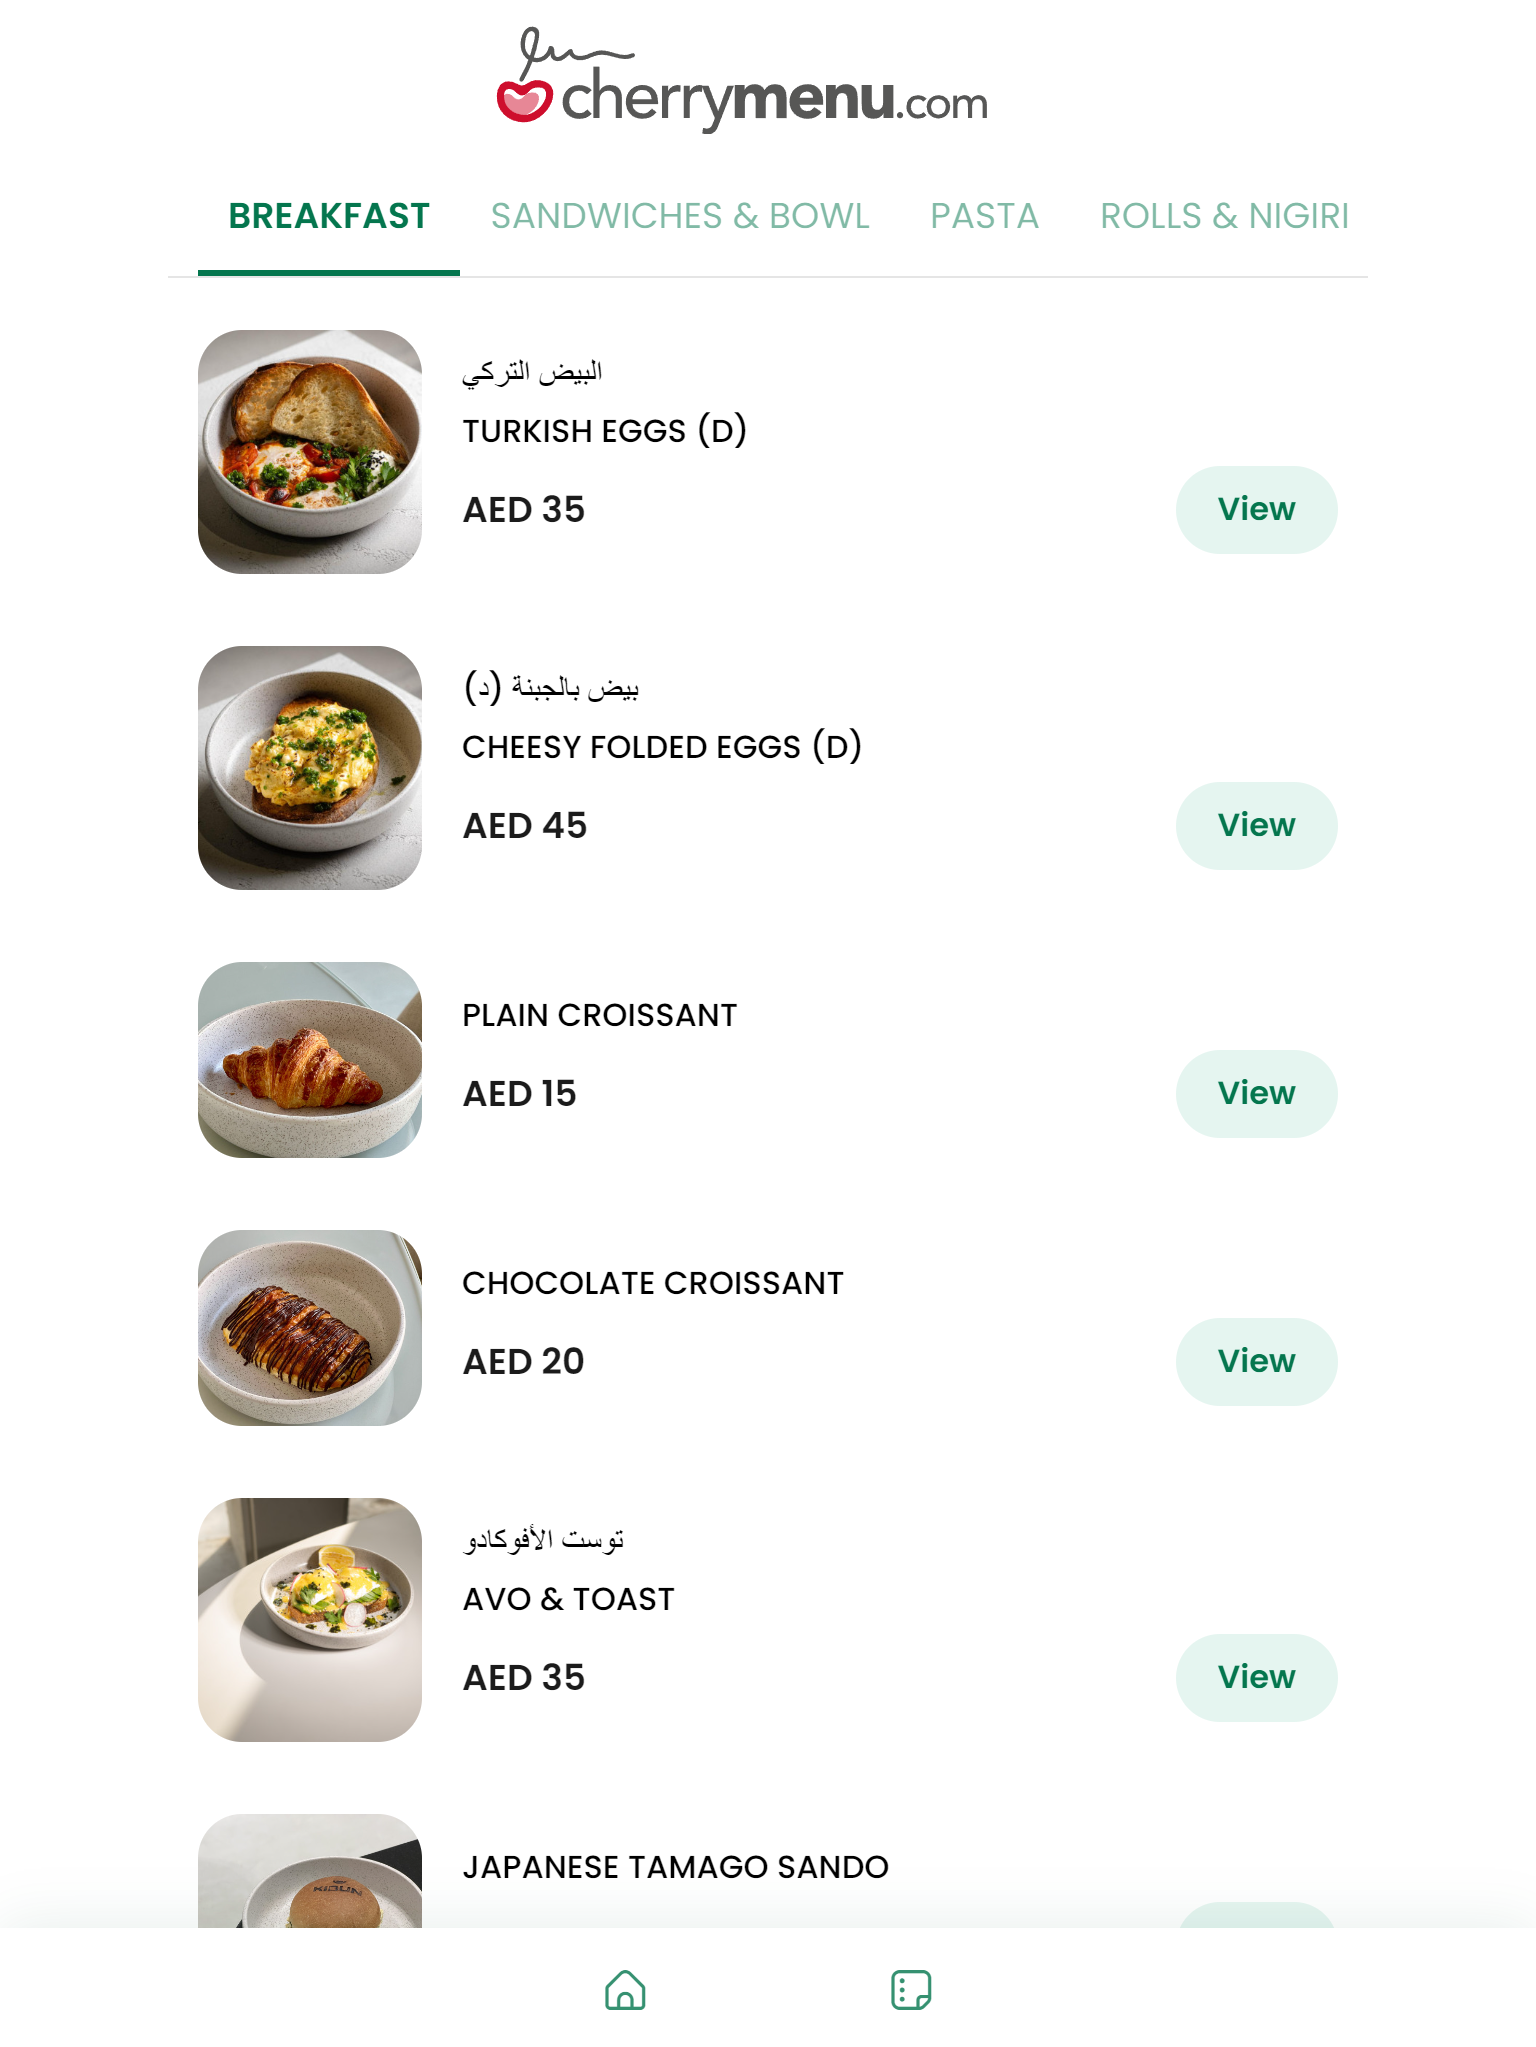 cherrymenu.com
BREAKFAST SANDWICHES & BOWL PASTA ROLLS & NIGIRI
البيض التركي
TURKISH EGGS (D)
AED 35
View
بيض بالجبنة (د)
CHEESY FOLDED EGGS (D)
AED 45
View
PLAIN CROISSANT
AED 15
View
CHOCOLATE CROISSANT
AED 20
View
توست الأفوكادو
AVO & TOAST
AED 35
View
JAPANESE TAMAGO SANDO
KIBUN